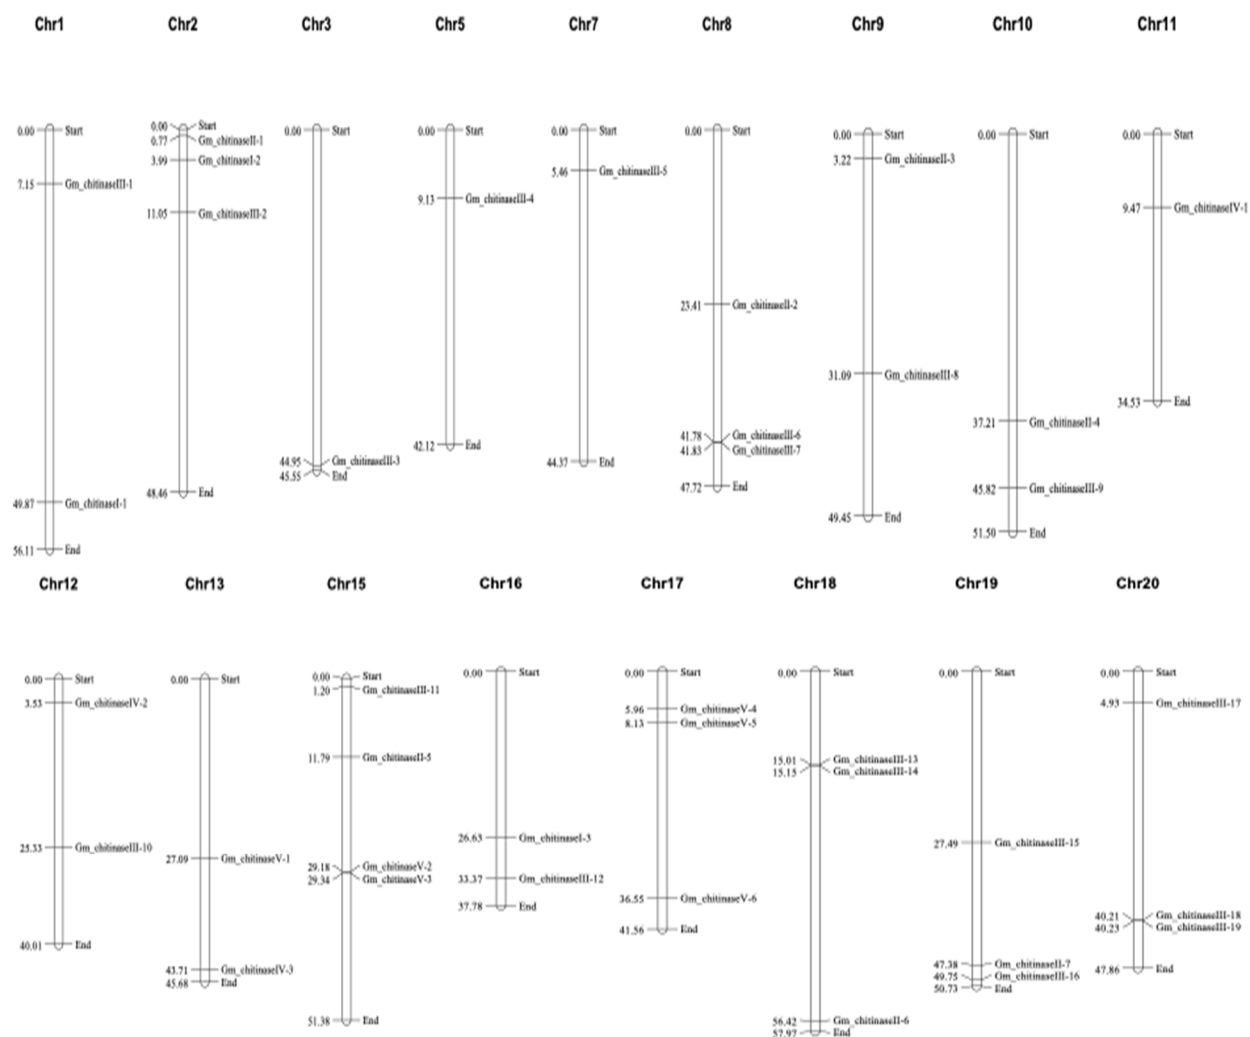 Chr1 Chr2 Chr3 Chr5 Chr7 Chr8 Chr9 Chr10 Chr11
0.00 Start
7.15 Gm_chitinaseIII-1
49.87 Gm_chitinaseI-1
56.11 End
0.00 Start
0.77 Gm_chitinaseII-1
3.99 Gm_chitinaseI-2
11.05 Gm_chitinaseIII-2
48.46 End
0.00 Start
44.95 Gm_chitinaseIII-3
45.55 End
0.00 Start
9.13 Gm_chitinaseIII-4
42.12 End
0.00 Start
5.46 Gm_chitinaseIII-5
44.37 End
0.00 Start
23.41 Gm_chitinaseII-2
41.78 Gm_chitinaseIII-6
41.83 Gm_chitinaseIII-7
47.72 End
0.00 Start
3.22 Gm_chitinaseII-3
31.09 Gm_chitinaseIII-8
49.45 End
0.00 Start
37.21 Gm_chitinaseII-4
45.82 Gm_chitinaseIII-9
51.50 End
0.00 Start
9.47 Gm_chitinaseIV-1
34.53 End
Chr12 Chr13 Chr15 Chr16 Chr17 Chr18 Chr19 Chr20
0.00 Start
3.53 Gm_chitinaseIV-2
25.33 Gm_chitinaseIII-10
40.01 End
0.00 Start
27.09 Gm_chitinaseV-1
43.71 Gm_chitinaseIV-3
45.68 End
0.00 Start
1.20 Gm_chitinaseIII-11
11.79 Gm_chitinaseII-5
29.18 Gm_chitinaseV-2
29.34 Gm_chitinaseV-3
51.38 End
0.00 Start
26.63 Gm_chitinaseI-3
33.37 Gm_chitinaseIII-12
37.78 End
0.00 Start
5.96 Gm_chitinaseV-4
8.13 Gm_chitinaseV-5
36.55 Gm_chitinaseV-6
41.56 End
0.00 Start
15.01 Gm_chitinaseIII-13
15.15 Gm_chitinaseIII-14
56.42 Gm_chitinaseII-6
57.97 End
0.00 Start
27.49 Gm_chitinaseIII-15
47.38 Gm_chitinaseII-7
49.75 Gm_chitinaseIII-16
50.73 End
0.00 Start
4.93 Gm_chitinaseIII-17
40.21 Gm_chitinaseIII-18
40.23 Gm_chitinaseIII-19
47.86 End